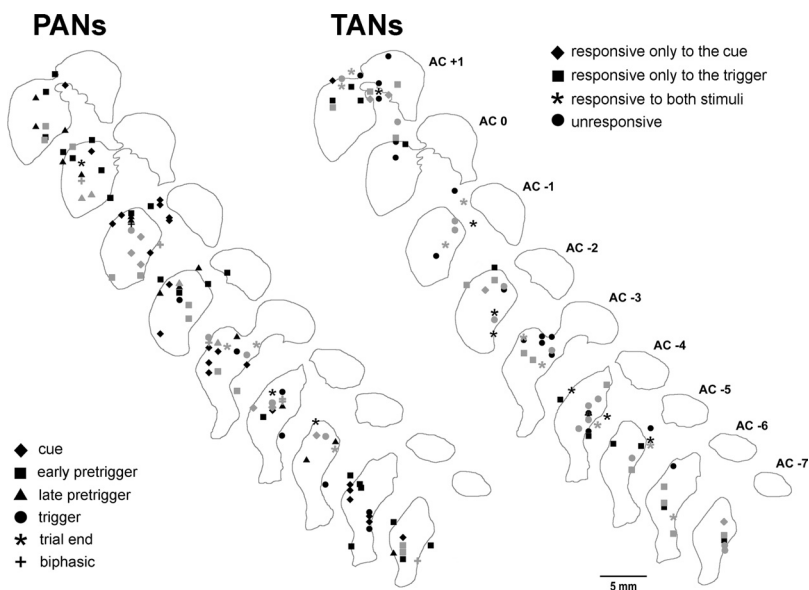 PANs
TANs
AC +1
AC 0
AC -1
AC -2
AC -3
AC -4
AC -5
AC -6
AC -7
responsive only to the cue
responsive only to the trigger
responsive to both stimuli
unresponsive
cue
early pretrigger
late pretrigger
trigger
trial end
biphasic
5 mm